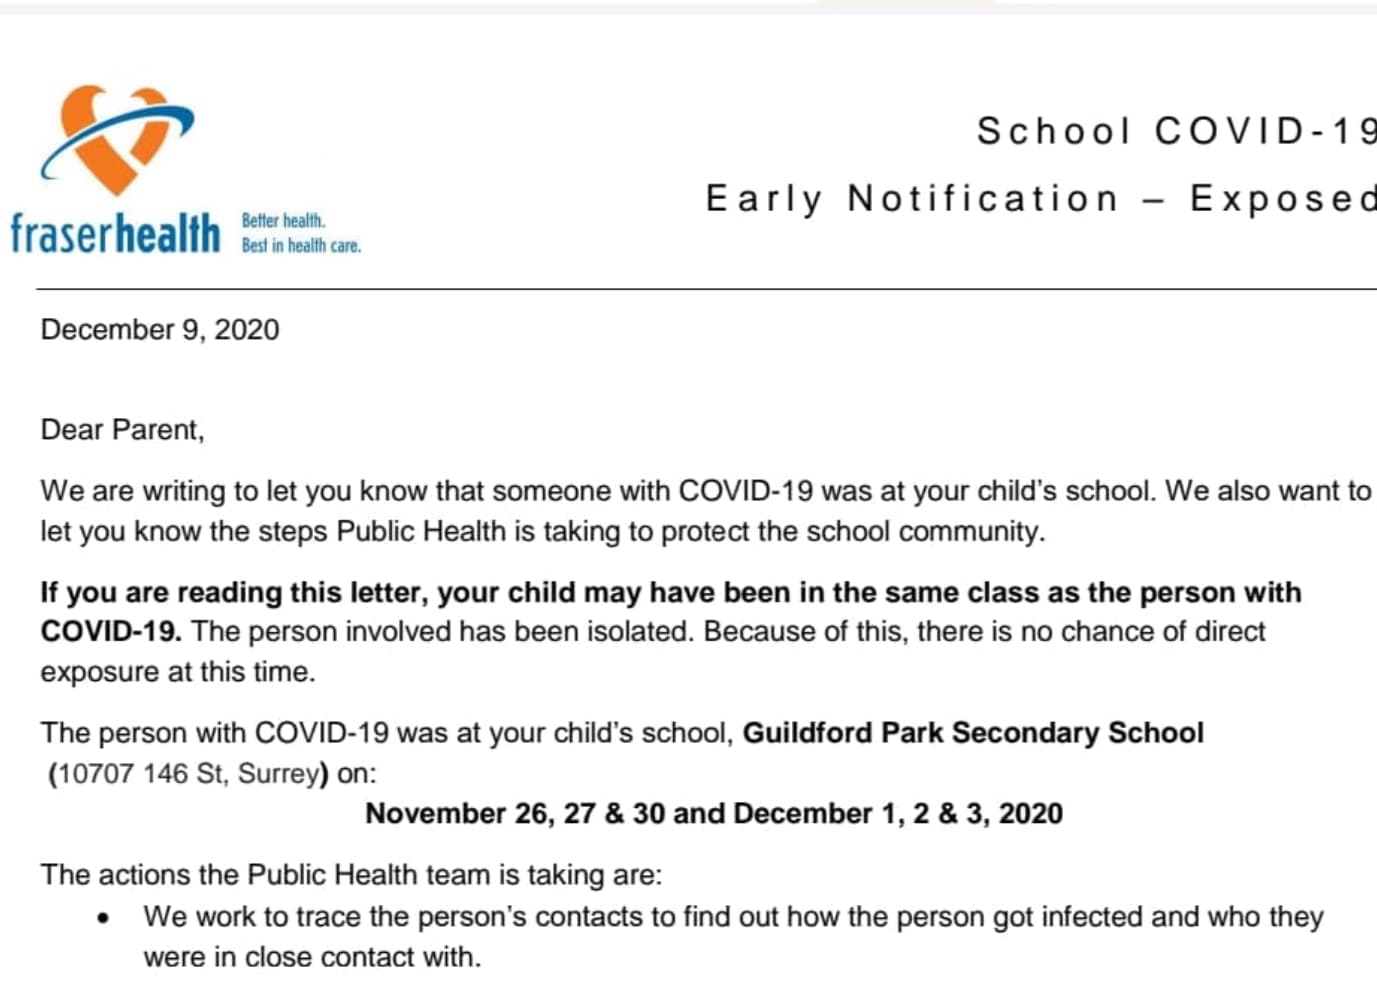 School COVID-19
Early Notification – Exposed
fraserhealth
Better health.
Best in health care.
December 9, 2020
Dear Parent,
We are writing to let you know that someone with COVID-19 was at your child's school. We also want to
let you know the steps Public Health is taking to protect the school community.
If you are reading this letter, your child may have been in the same class as the person with
COVID-19. The person involved has been isolated. Because of this, there is no chance of direct
exposure at this time.
The person with COVID-19 was at your child's school, Guildford Park Secondary School
(10707 146 St, Surrey) on:
November 26, 27 & 30 and December 1, 2 & 3, 2020
The actions the Public Health team is taking are:
• We work to trace the person's contacts to find out how the person got infected and who they
were in close contact with.